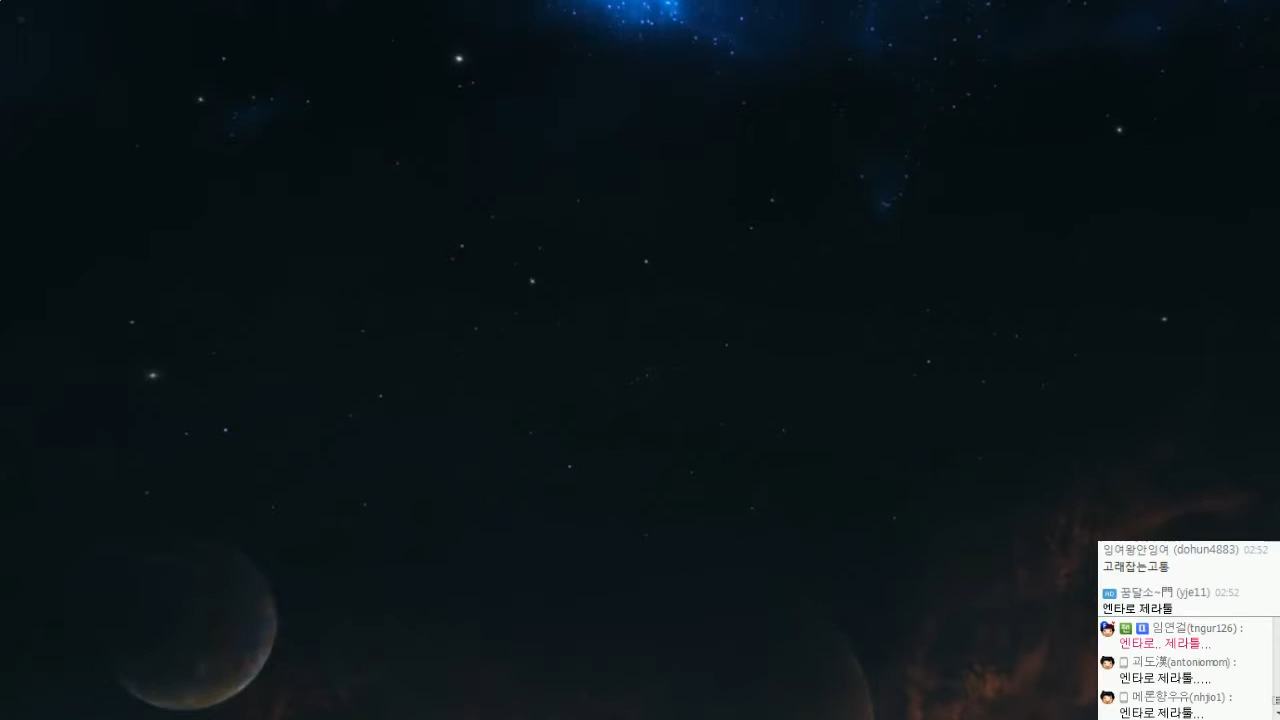 잉여왕안잉여 (dohun4883) 02:52
고래잡는고통
HD 꿈달소~門 (yje11) 02:52
엔타로 제라툴
팬 임연걸(tngur126) :
엔타로.. 제라툴...
괴도漢(antoniomom) :
엔타로 제라툴.....
메론향우유(nhjio1) :
엔타로 제라툴...